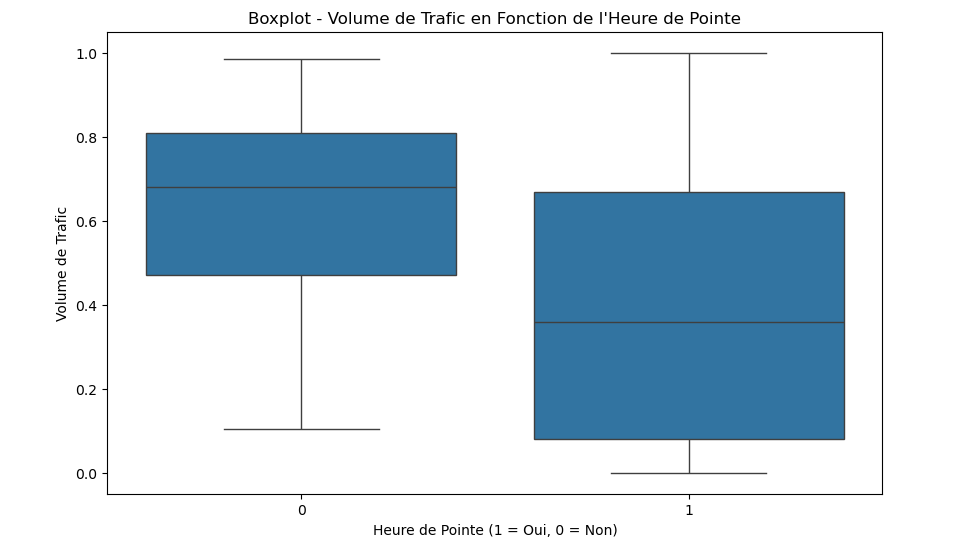 Boxplot - Volume de Trafic en Fonction de l'Heure de Pointe
1.0
0.8
0.6
0.4
0.2
0.0
Volume de Trafic
0
1
Heure de Pointe (1 = Oui, 0 = Non)